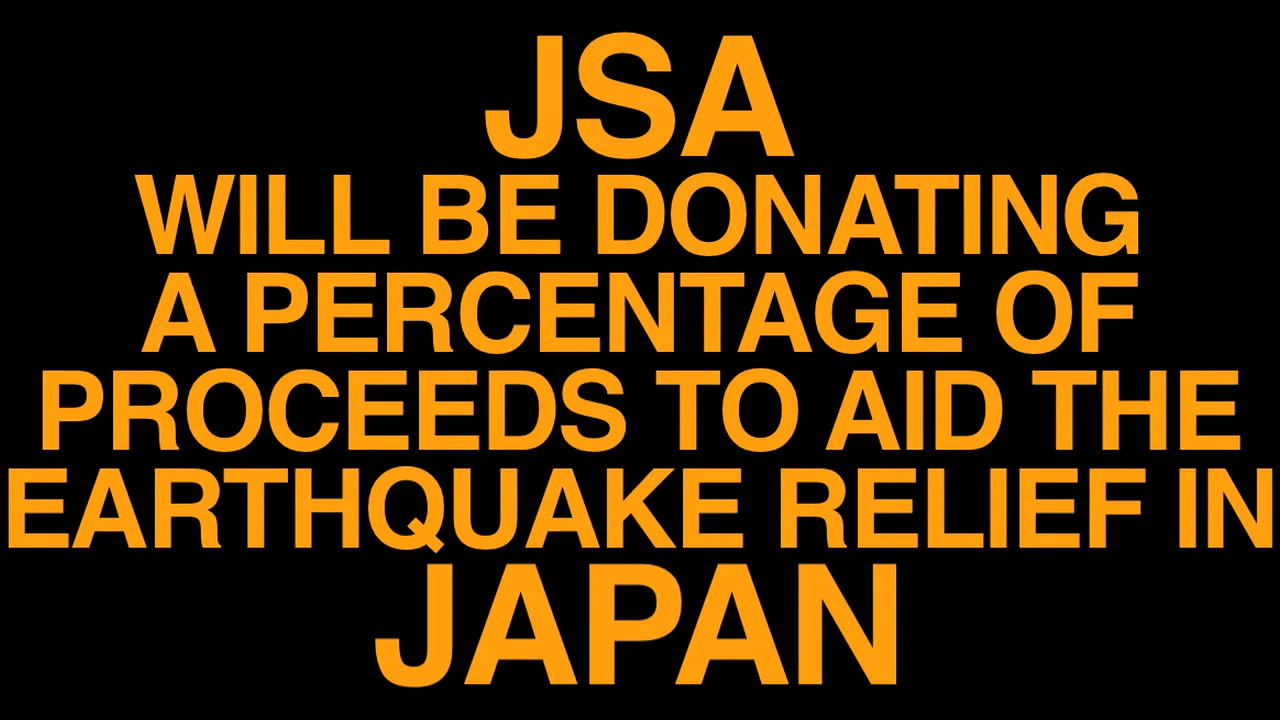 JSA
WILL BE DONATING
A PERCENTAGE OF
PROCEEDS TO AID THE
EARTHQUAKE RELIEF IN
JAPAN